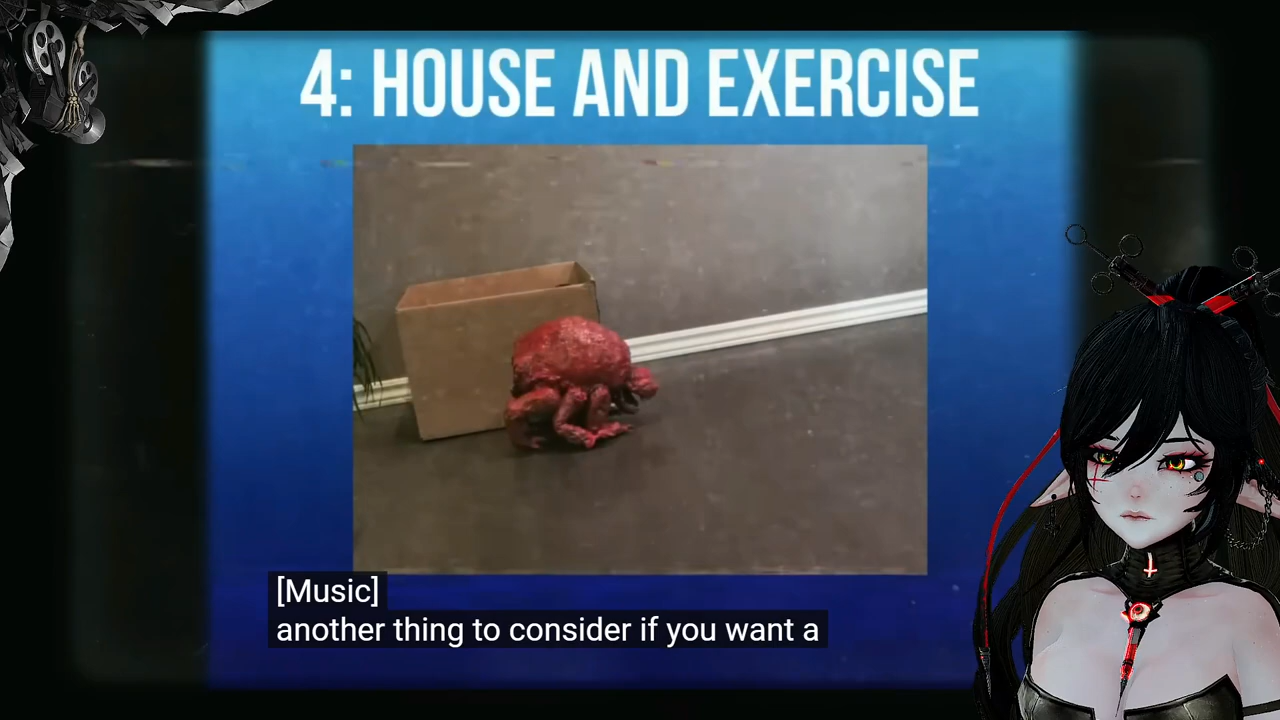 4: HOUSE AND EXERCISE
[Music]
another thing to consider if you want a